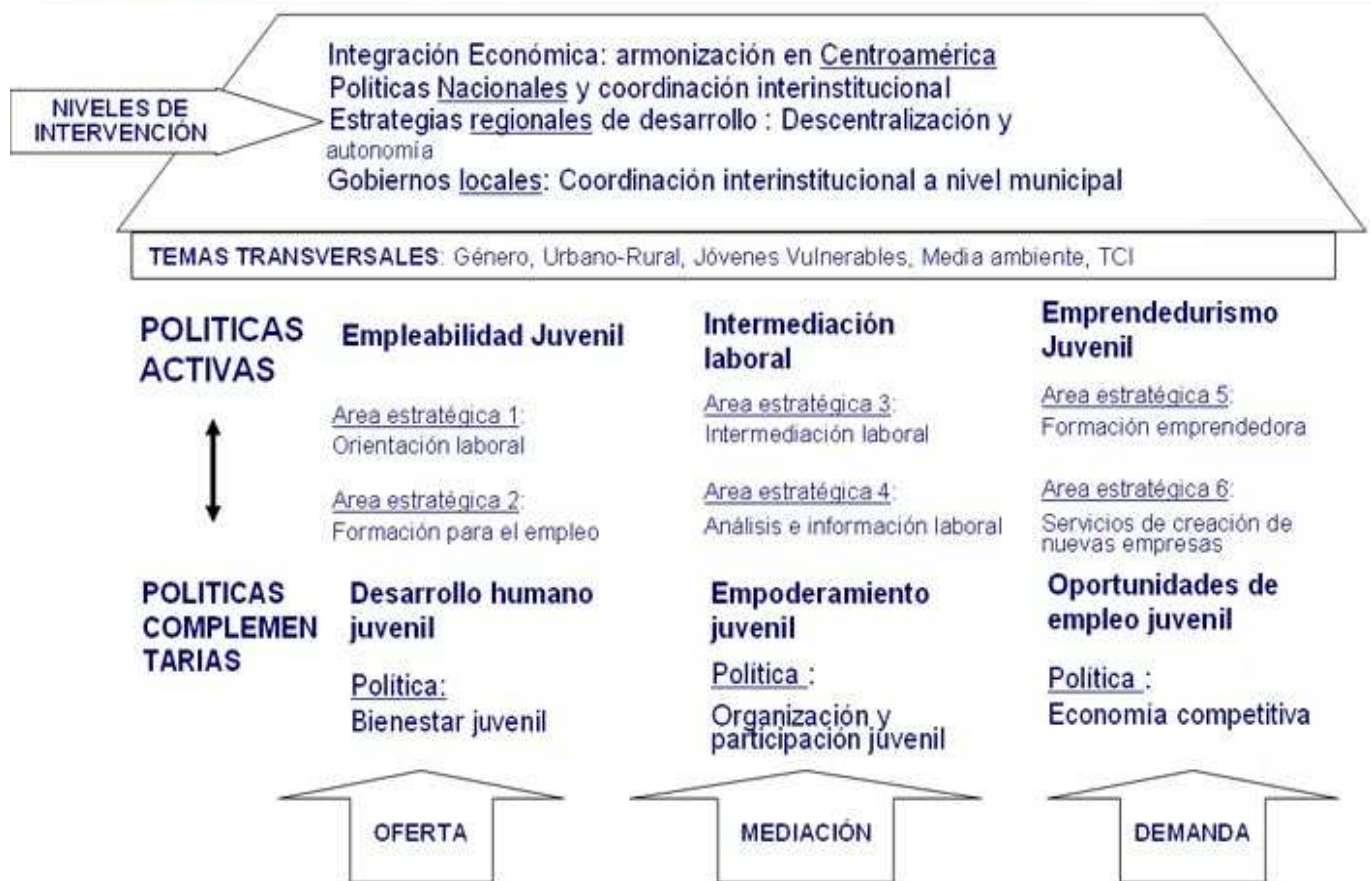 Integración Económica: armonización en Centroamérica
Políticas Nacionales y coordinación interinstitucional
Estrategias regionales de desarrollo : Descentralización y
autonomía
Gobiernos locales: Coordinación interinstitucional a nivel municipal
NIVELES DE
INTERVENCIÓN
TEMAS TRANSVERSALES: Género, Urbano-Rural, Jóvenes Vulnerables, Media ambiente, TCI
POLITICAS
ACTIVAS
Empleabilidad Juvenil
Area estratégica 1:
Orientación laboral
Area estratégica 2:
Formación para el empleo
Intermediación
laboral
Area estratégica 3:
Intermediación laboral
Area estratégica 4:
Análisis e información laboral
Emprendedurismo
Juvenil
Area estratégica 5:
Formación emprendedora
Area estratégica 6:
Servicios de creación de
nuevas empresas
POLITICAS
COMPLEMEN
TARIAS
Desarrollo humano
juvenil
Política:
Bienestar juvenil
Empoderamiento
juvenil
Política :
Organización y
participación juvenil
Oportunidades de
empleo juvenil
Política :
Economía competitiva
OFERTA
MEDIACIÓN
DEMANDA